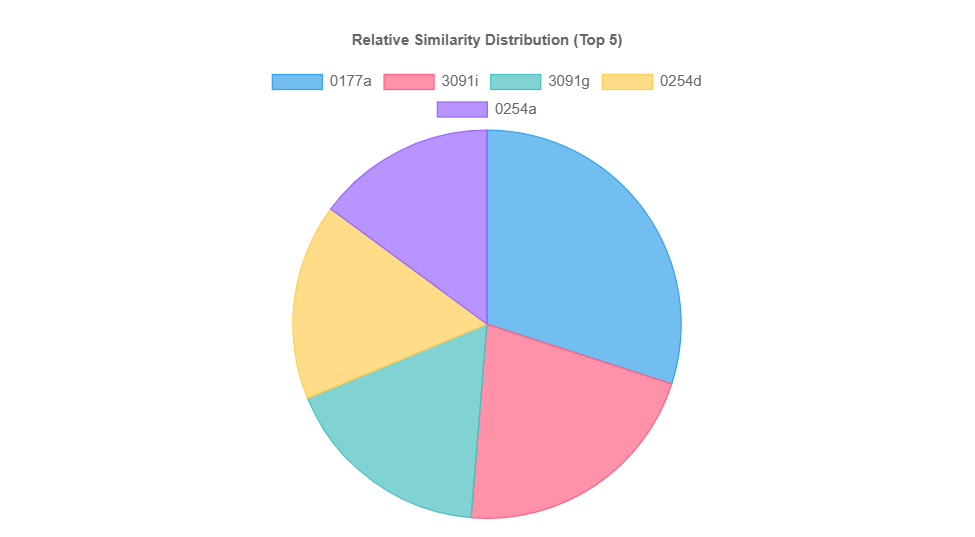 Relative Similarity Distribution (Top 5)
0177a 3091i 3091g 0254d
0254a